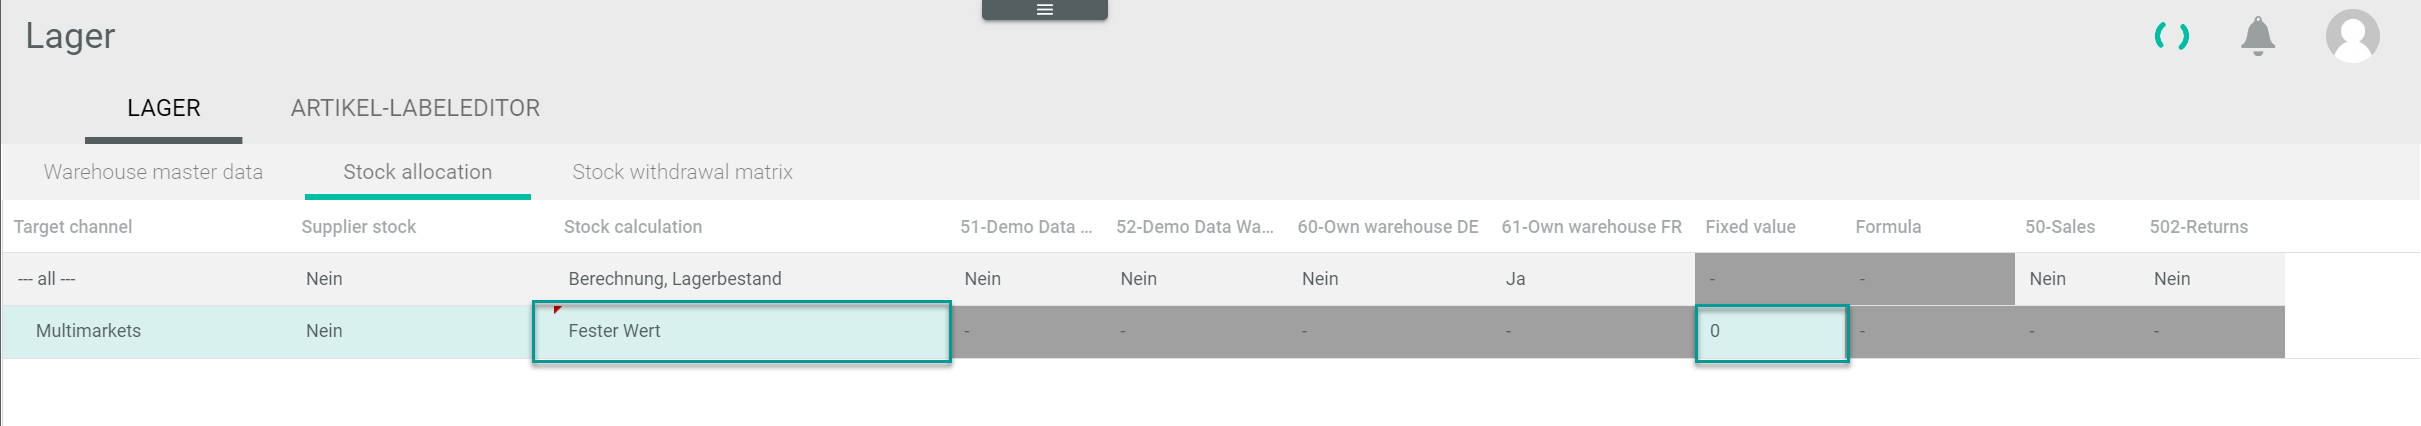 Lager
LAGER ARTIKEL-LABELEDITOR
Warehouse master data Stock allocation Stock withdrawal matrix
Target channel Supplier stock Stock calculation 51-Demo Data ... 52-Demo Data Wa... 60-Own warehouse DE 61-Own warehouse FR Fixed value Formula 50-Sales 502-Returns
--- all --- Nein Berechnung, Lagerbestand Nein Nein Nein Ja - - Nein Nein
Multimarkets Nein Fester Wert - - - - 0 - - -